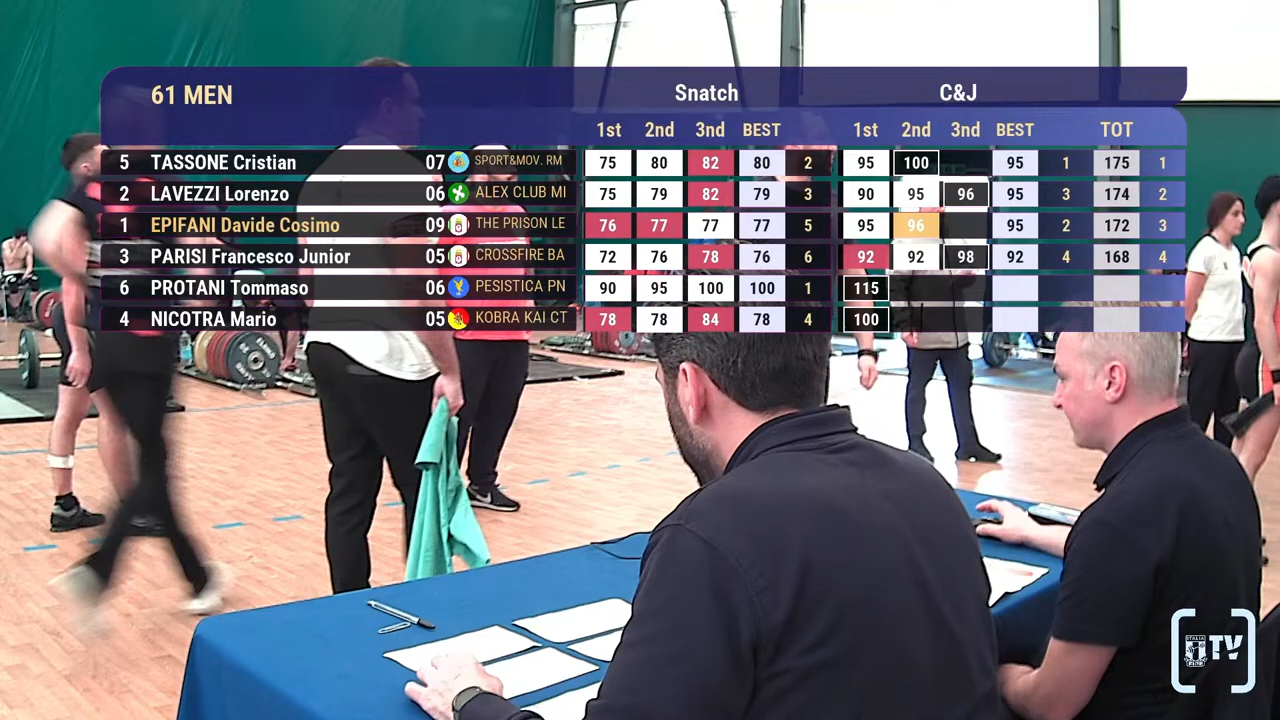 61 MEN Snatch C&J
1st 2nd 3nd BEST 1st 2nd 3nd BEST TOT
5 TASSONE Cristian 07 SPORT&MOV. RM 75 80 82 80 2 95 100 95 1 175 1
2 LAVEZZI Lorenzo 06 ALEX CLUB MI 75 79 82 79 3 90 95 96 95 3 174 2
1 EPIFANI Davide Cosimo 09 THE PRISON LE 76 77 77 77 5 95 96 95 2 172 3
3 PARISI Francesco Junior 05 CROSSFIRE BA 72 76 78 76 6 92 92 98 92 4 168 4
6 PROTANI Tommaso 06 PESISTICA PN 90 95 100 100 1 115
4 NICOTRA Mario 05 KOBRA KAI CT 78 78 84 78 4 100
ITALIA
TV